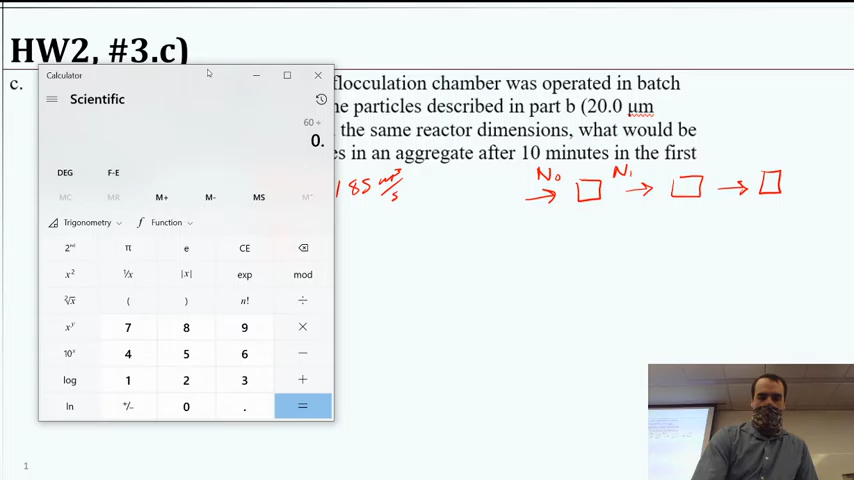 HW2, #3.c)
c. flocculation chamber was operated in batch
e particles described in part b (20.0 μm
the same reactor dimensions, what would be
es in an aggregate after 10 minutes in the first
185
N₀ → □ N₁ → □ → □
Calculator
Scientific
60 ÷
0.
DEG F-E
MC MR M+ M- MS M˅
Trigonometry Function
2ⁿᵈ π e CE
x² ¹/x |x| exp mod
²√x ( ) n! ÷
xʸ 7 8 9 ×
10ˣ 4 5 6 −
log 1 2 3 +
ln +/− 0 . =
1